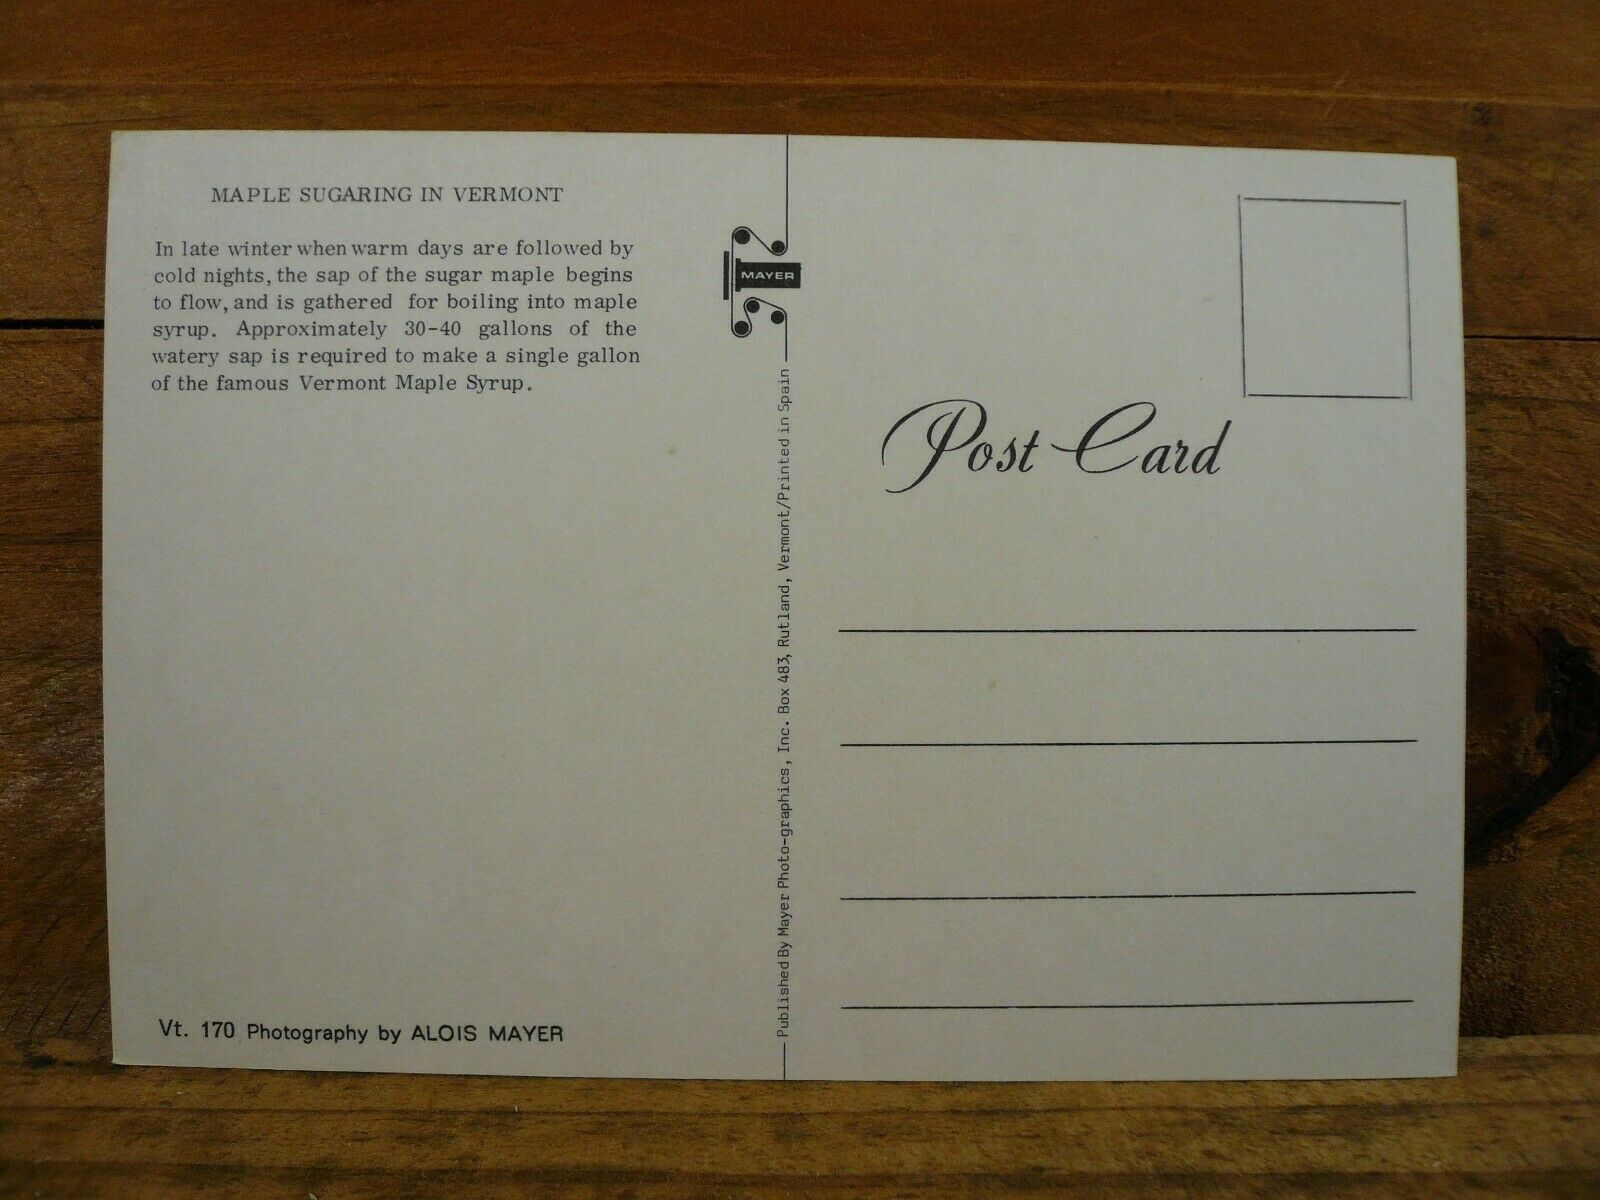 MAPLE SUGARING IN VERMONT
In late winter when warm days are followed by
cold nights, the sap of the sugar maple begins
to flow, and is gathered for boiling into maple
syrup. Approximately 30-40 gallons of the
watery sap is required to make a single gallon
of the famous Vermont Maple Syrup.
Vt. 170 Photography by ALOIS MAYER
MAYER
Published By Mayer Photo-graphics, Inc. Box 483, Rutland, Vermont/Printed in Spain
Post Card